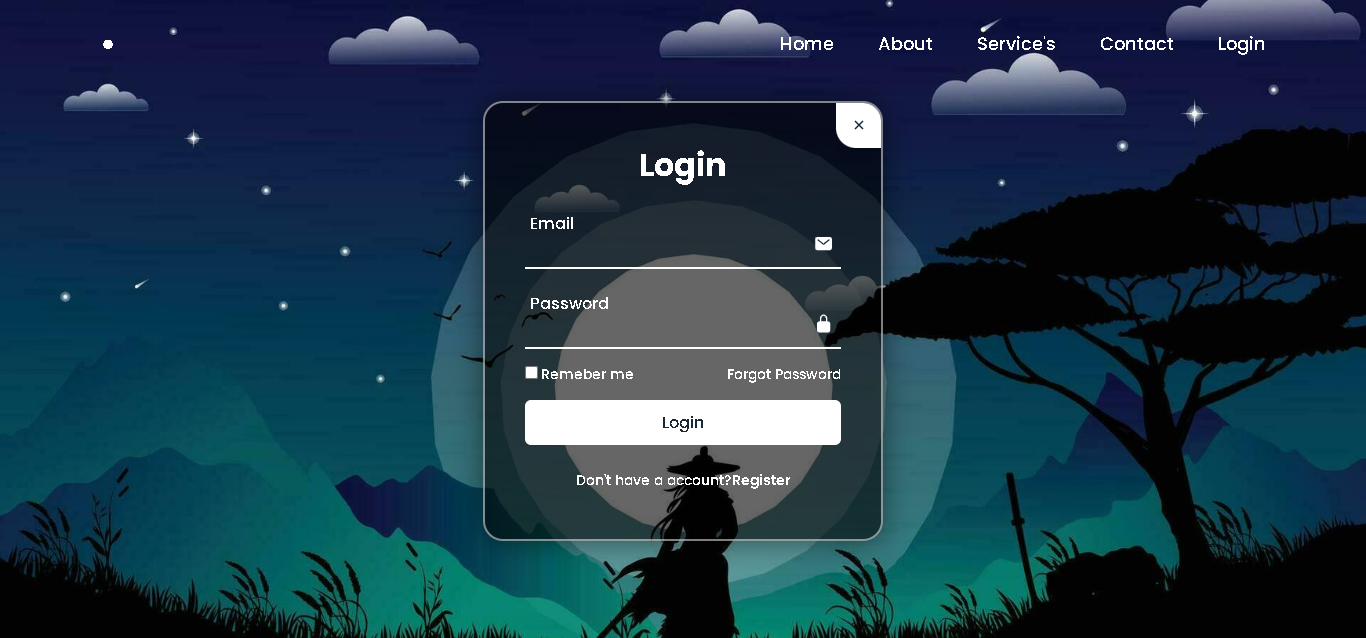 Home About Service's Contact Login
×
Login
Email
Password
Remeber me Forgot Password
Login
Don't have a account?Register